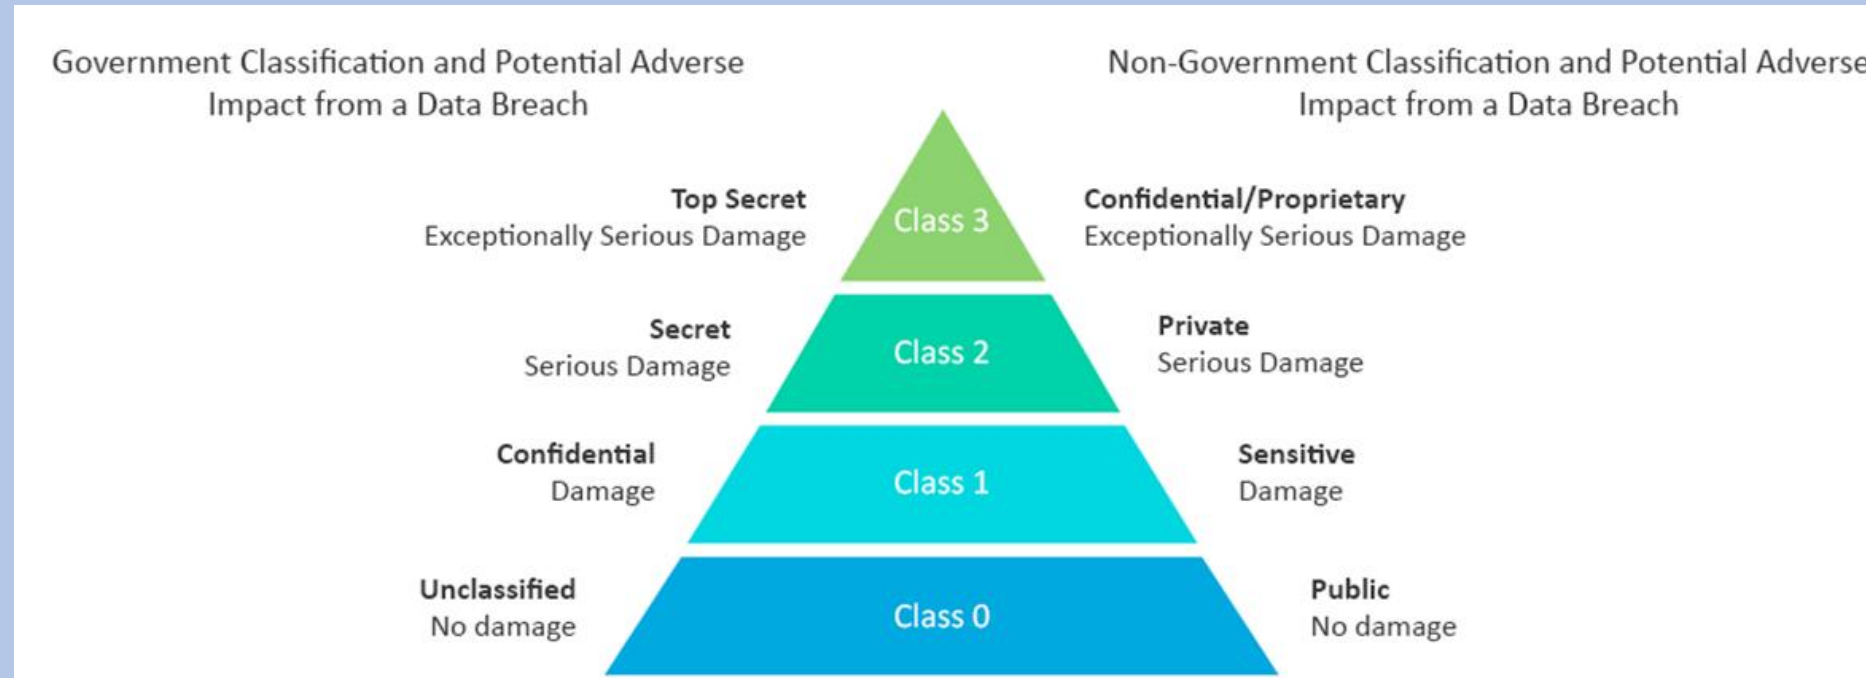 Government Classification and Potential Adverse
Impact from a Data Breach
Non-Government Classification and Potential Adverse
Impact from a Data Breach
Top Secret
Exceptionally Serious Damage
Class 3
Confidential/Proprietary
Exceptionally Serious Damage
Secret
Serious Damage
Class 2
Private
Serious Damage
Confidential
Damage
Class 1
Sensitive
Damage
Unclassified
No damage
Class 0
Public
No damage